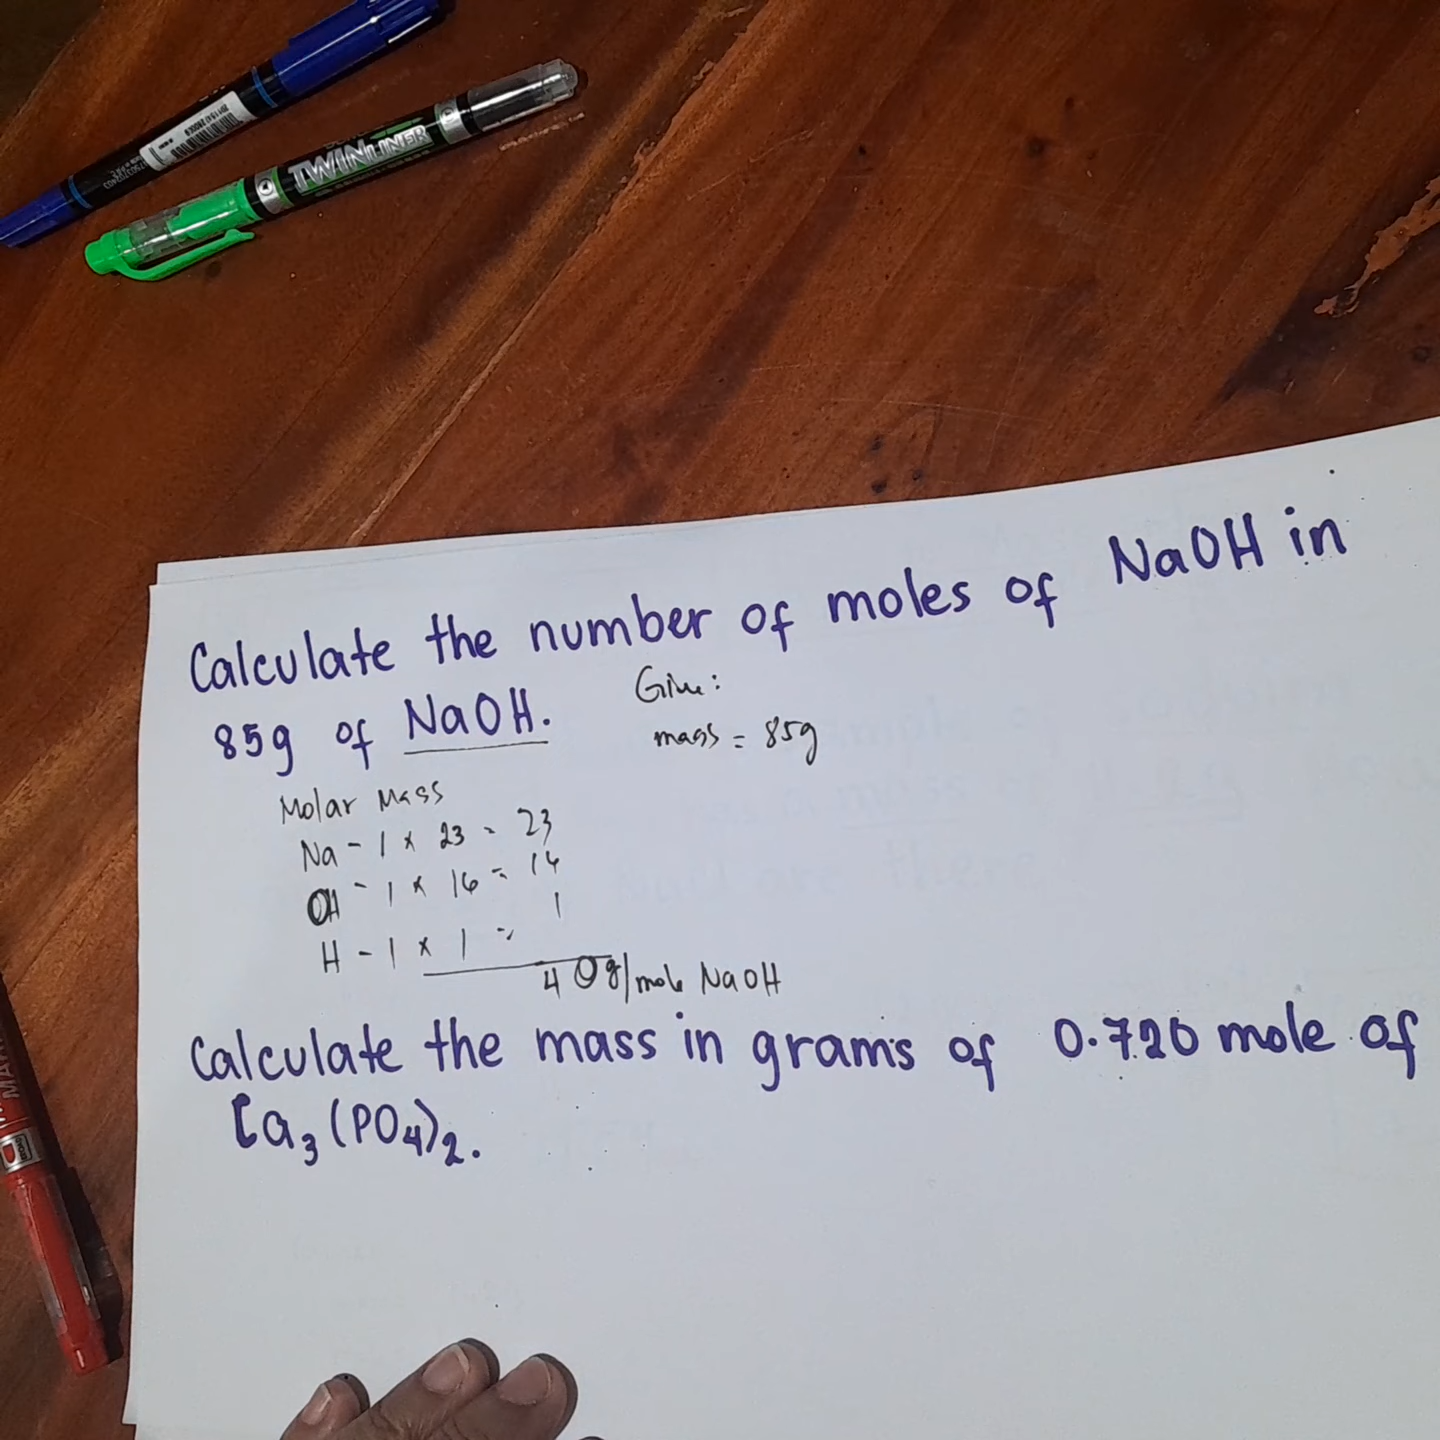 TWINLINER
Calculate the number of moles of NaOH in
85g of NaOH.
Give:
mass = 85g
Molar Mass
Na - 1 x 23 = 23
OH - 1 x 16 = 16
H - 1 x 1 = 1
40g/mole NaOH
Calculate the mass in grams of 0.720 mole of
Ca3(PO4)2.